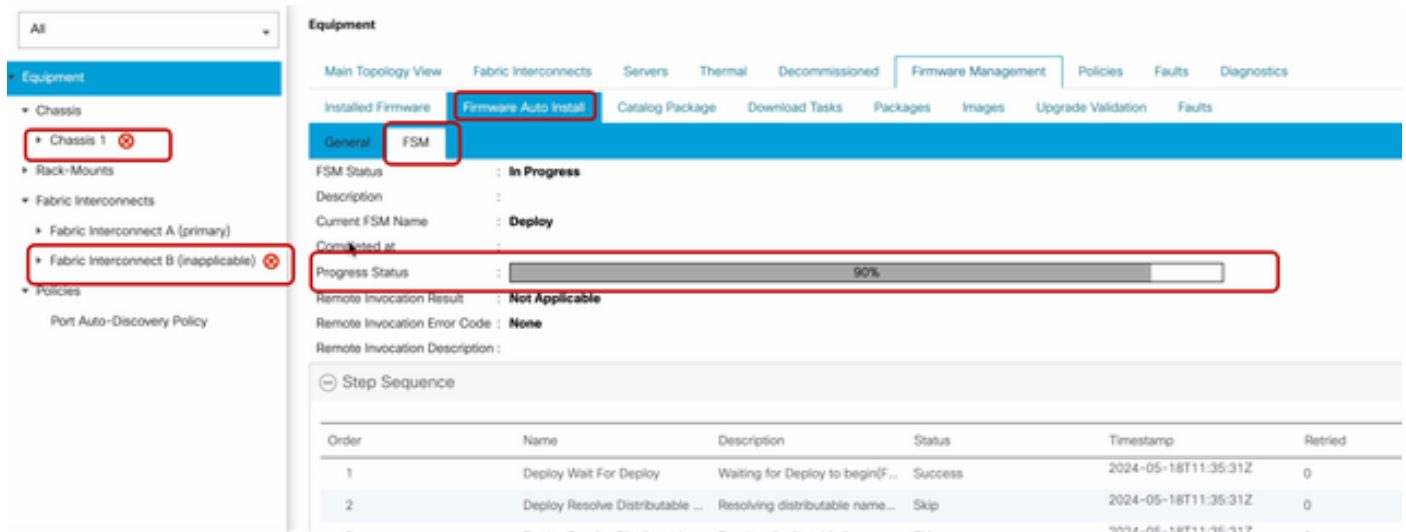 All
Equipment
Chassis
Chassis 1
Rack-Mounts
Fabric Interconnects
Fabric Interconnect A (primary)
Fabric Interconnect B (inapplicable)
Policies
Port Auto-Discovery Policy
Equipment
Main Topology View Fabric Interconnects Servers Thermal Decommissioned Firmware Management Policies Faults Diagnostics
Installed Firmware Firmware Auto Install Catalog Package Download Tasks Packages Images Upgrade Validation Faults
General FSM
FSM Status : In Progress
Description :
Current FSM Name : Deploy
Completed at :
Progress Status : 90%
Remote Invocation Result : Not Applicable
Remote Invocation Error Code : None
Remote Invocation Description :
Step Sequence
Order Name Description Status Timestamp Retried
1 Deploy Wait For Deploy Waiting for Deploy to begin(F... Success 2024-05-18T11:35:31Z 0
2 Deploy Resolve Distributable ... Resolving distributable name... Skip 2024-05-18T11:35:31Z 0